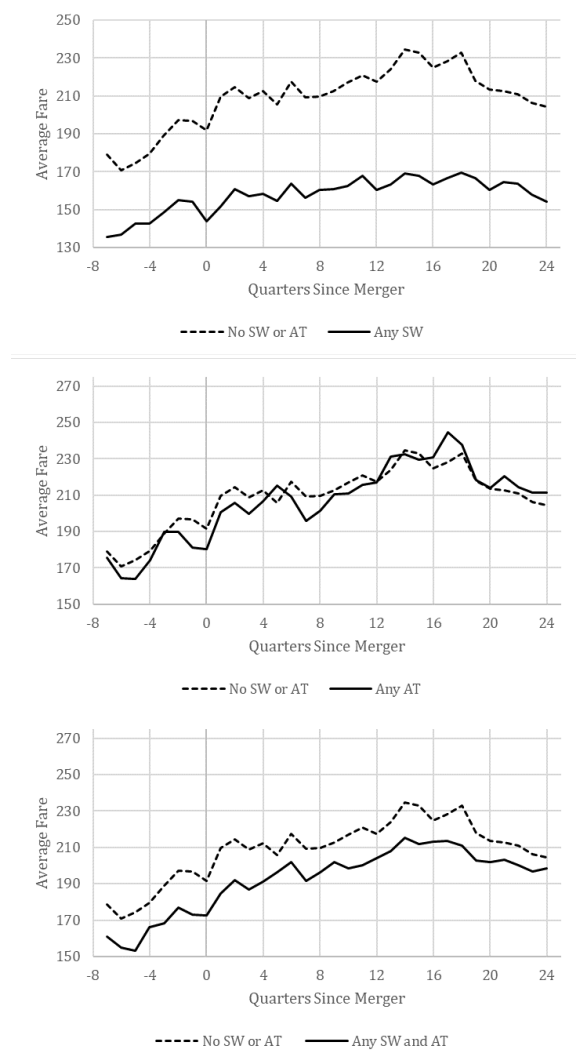 250
230
210
190
170
150
130
Average Fare
-8 -4 0 4 8 12 16 20 24
Quarters Since Merger
No SW or AT Any SW
270
250
230
210
190
170
150
Average Fare
-8 -4 0 4 8 12 16 20 24
Quarters Since Merger
No SW or AT Any AT
270
250
230
210
190
170
150
Average Fare
-8 -4 0 4 8 12 16 20 24
Quarters Since Merger
No SW or AT Any SW and AT